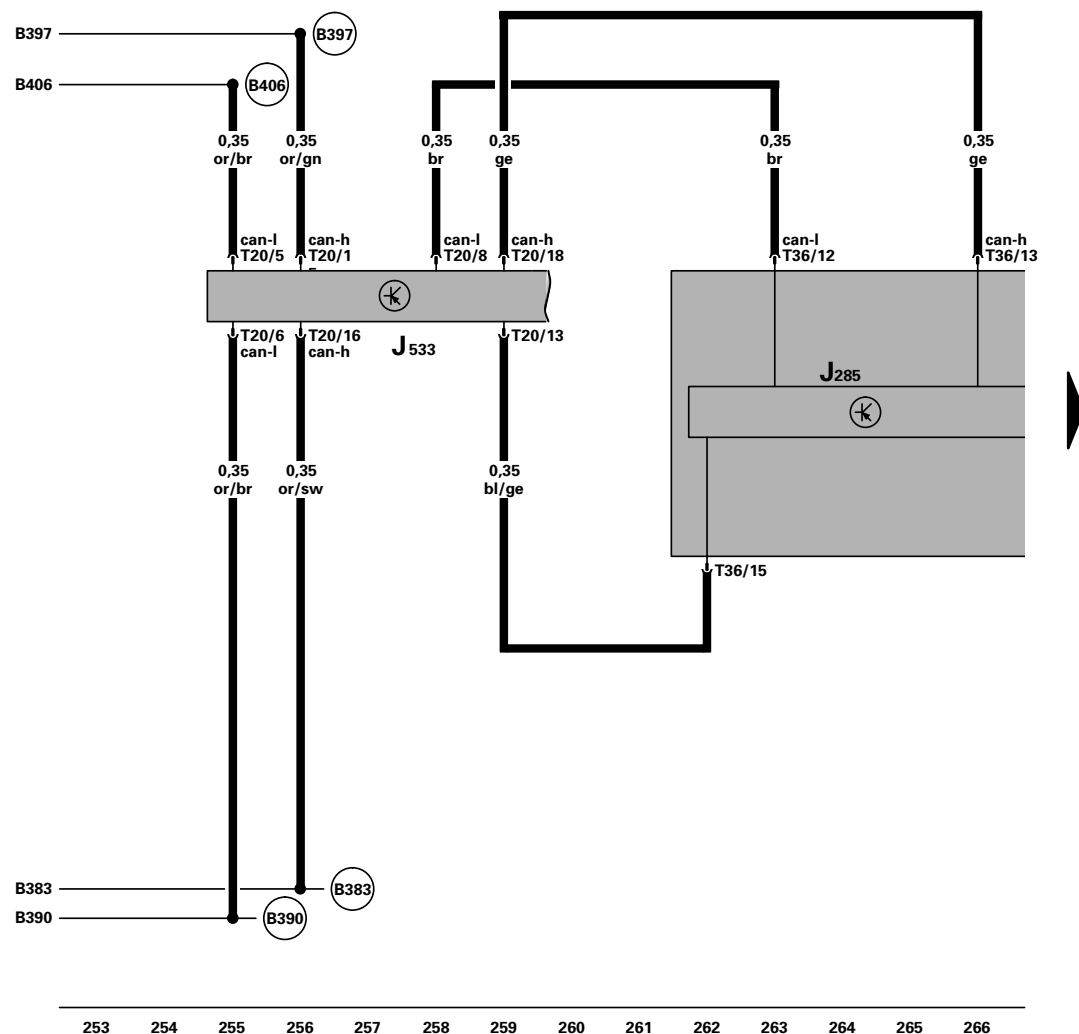 B397
B397
B406
B406
0,35
or/br
0,35
or/gn
0,35
br
0,35
ge
0,35
br
0,35
ge
can-l
T20/5
can-h
T20/1
can-l
T20/8
can-h
T20/18
can-l
T36/12
can-h
T36/13
T20/6
can-l
T20/16
can-h
J533
T20/13
J285
0,35
or/br
0,35
or/sw
0,35
bl/ge
T36/15
B383
B383
B390
B390
253 254 255 256 257 258 259 260 261 262 263 264 265 266